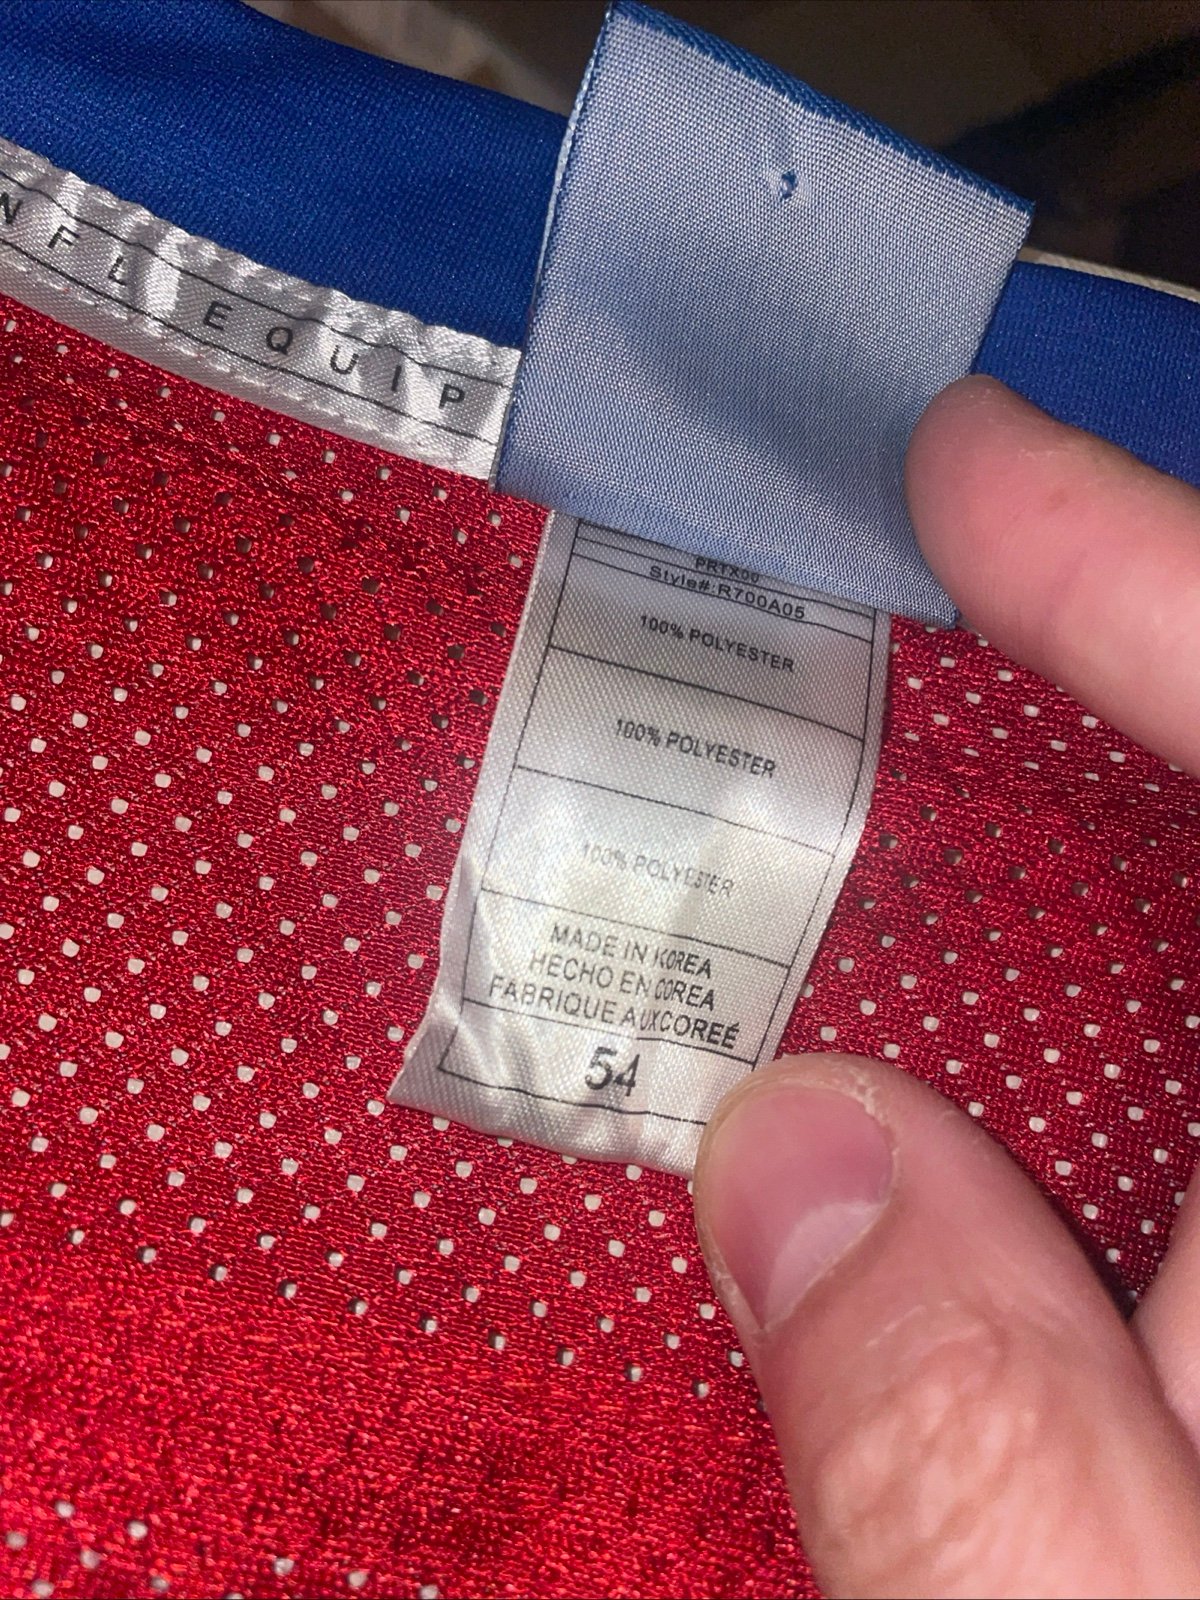 NFL EQUIP
PRTX00
Style#:R700A05
100% POLYESTER
100% POLYESTER
100% POLYESTER
MADE IN KOREA
HECHO EN COREA
FABRIQUE AUXCOREÉ
54